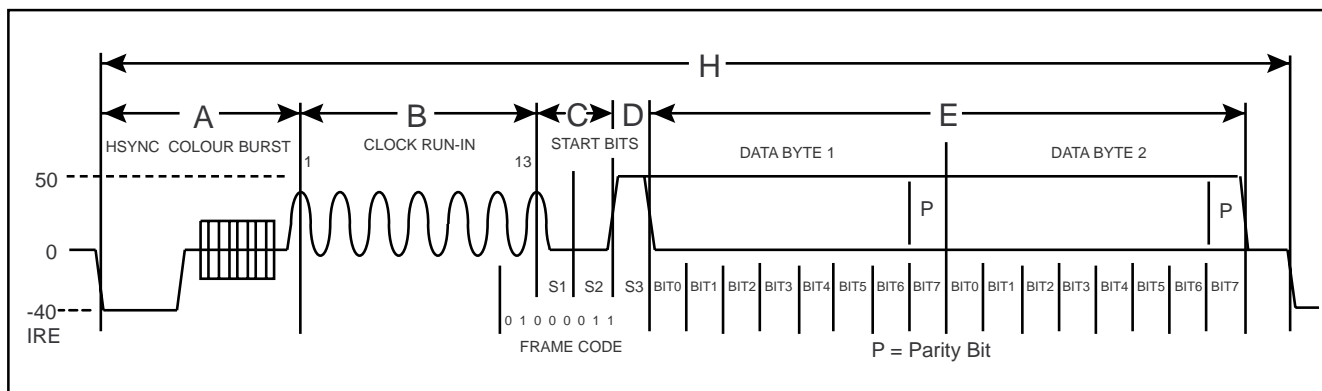 H
A B C D E
HSYNC COLOUR BURST CLOCK RUN-IN START BITS DATA BYTE 1 DATA BYTE 2
1 13
50
P P
0
S1 S2 S3 BIT0 BIT1 BIT2 BIT3 BIT4 BIT5 BIT6 BIT7 BIT0 BIT1 BIT2 BIT3 BIT4 BIT5 BIT6 BIT7
-40 0 1 0 0 0 0 1 1
IRE FRAME CODE P = Parity Bit